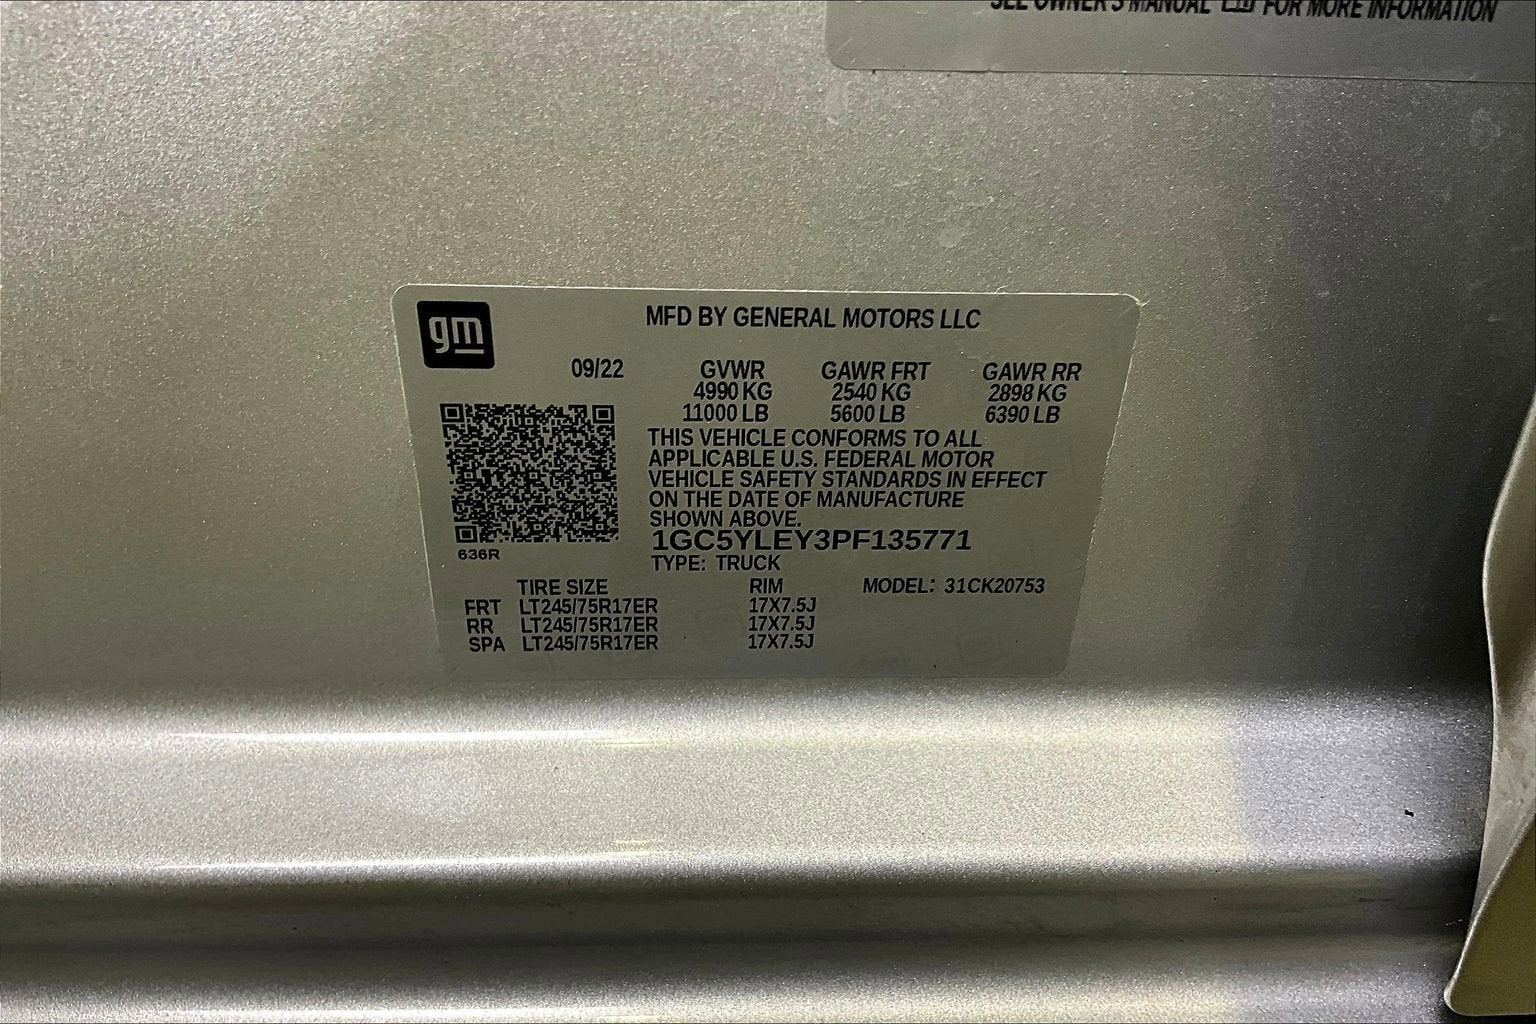 SEE OWNER'S MANUAL FOR MORE INFORMATION
gm
MFD BY GENERAL MOTORS LLC
09/22 GVWR GAWR FRT GAWR RR
4990 KG 2540 KG 2898 KG
11000 LB 5600 LB 6390 LB
THIS VEHICLE CONFORMS TO ALL
APPLICABLE U.S. FEDERAL MOTOR
VEHICLE SAFETY STANDARDS IN EFFECT
ON THE DATE OF MANUFACTURE
SHOWN ABOVE.
1GC5YLEY3PF135771
636R
TYPE: TRUCK
TIRE SIZE RIM MODEL: 31CK20753
FRT LT245/75R17ER 17X7.5J
RR LT245/75R17ER 17X7.5J
SPA LT245/75R17ER 17X7.5J